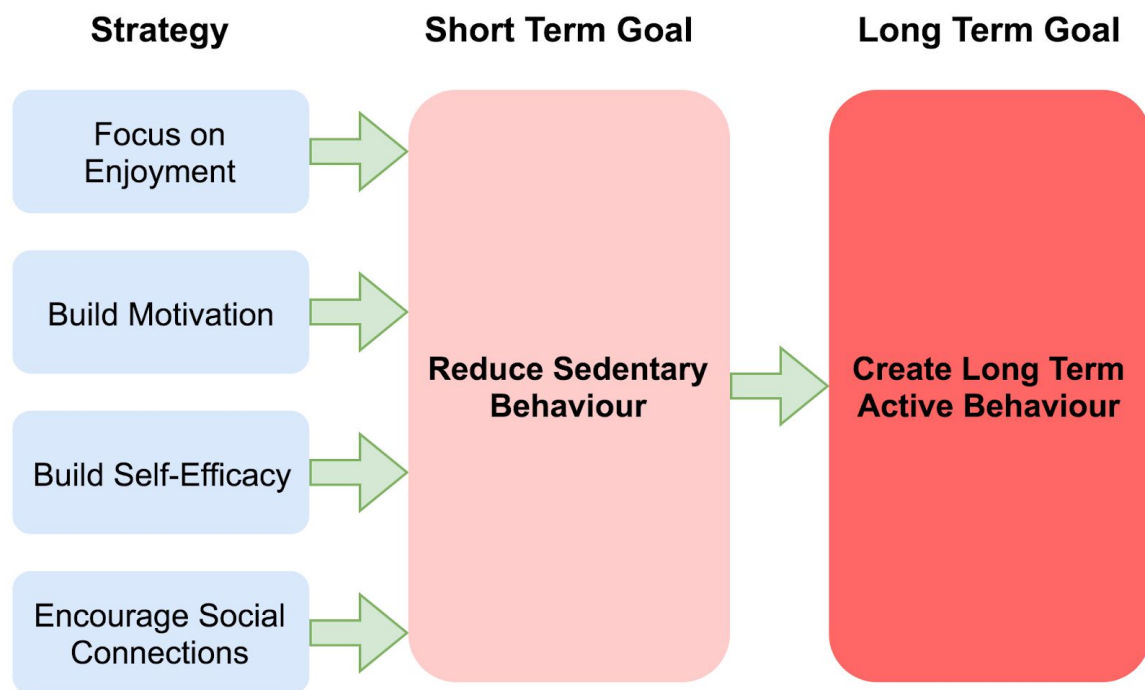 Strategy
Short Term Goal
Long Term Goal
Focus on
Enjoyment
Build Motivation
Build Self-Efficacy
Encourage Social
Connections
Reduce Sedentary
Behaviour
Create Long Term
Active Behaviour